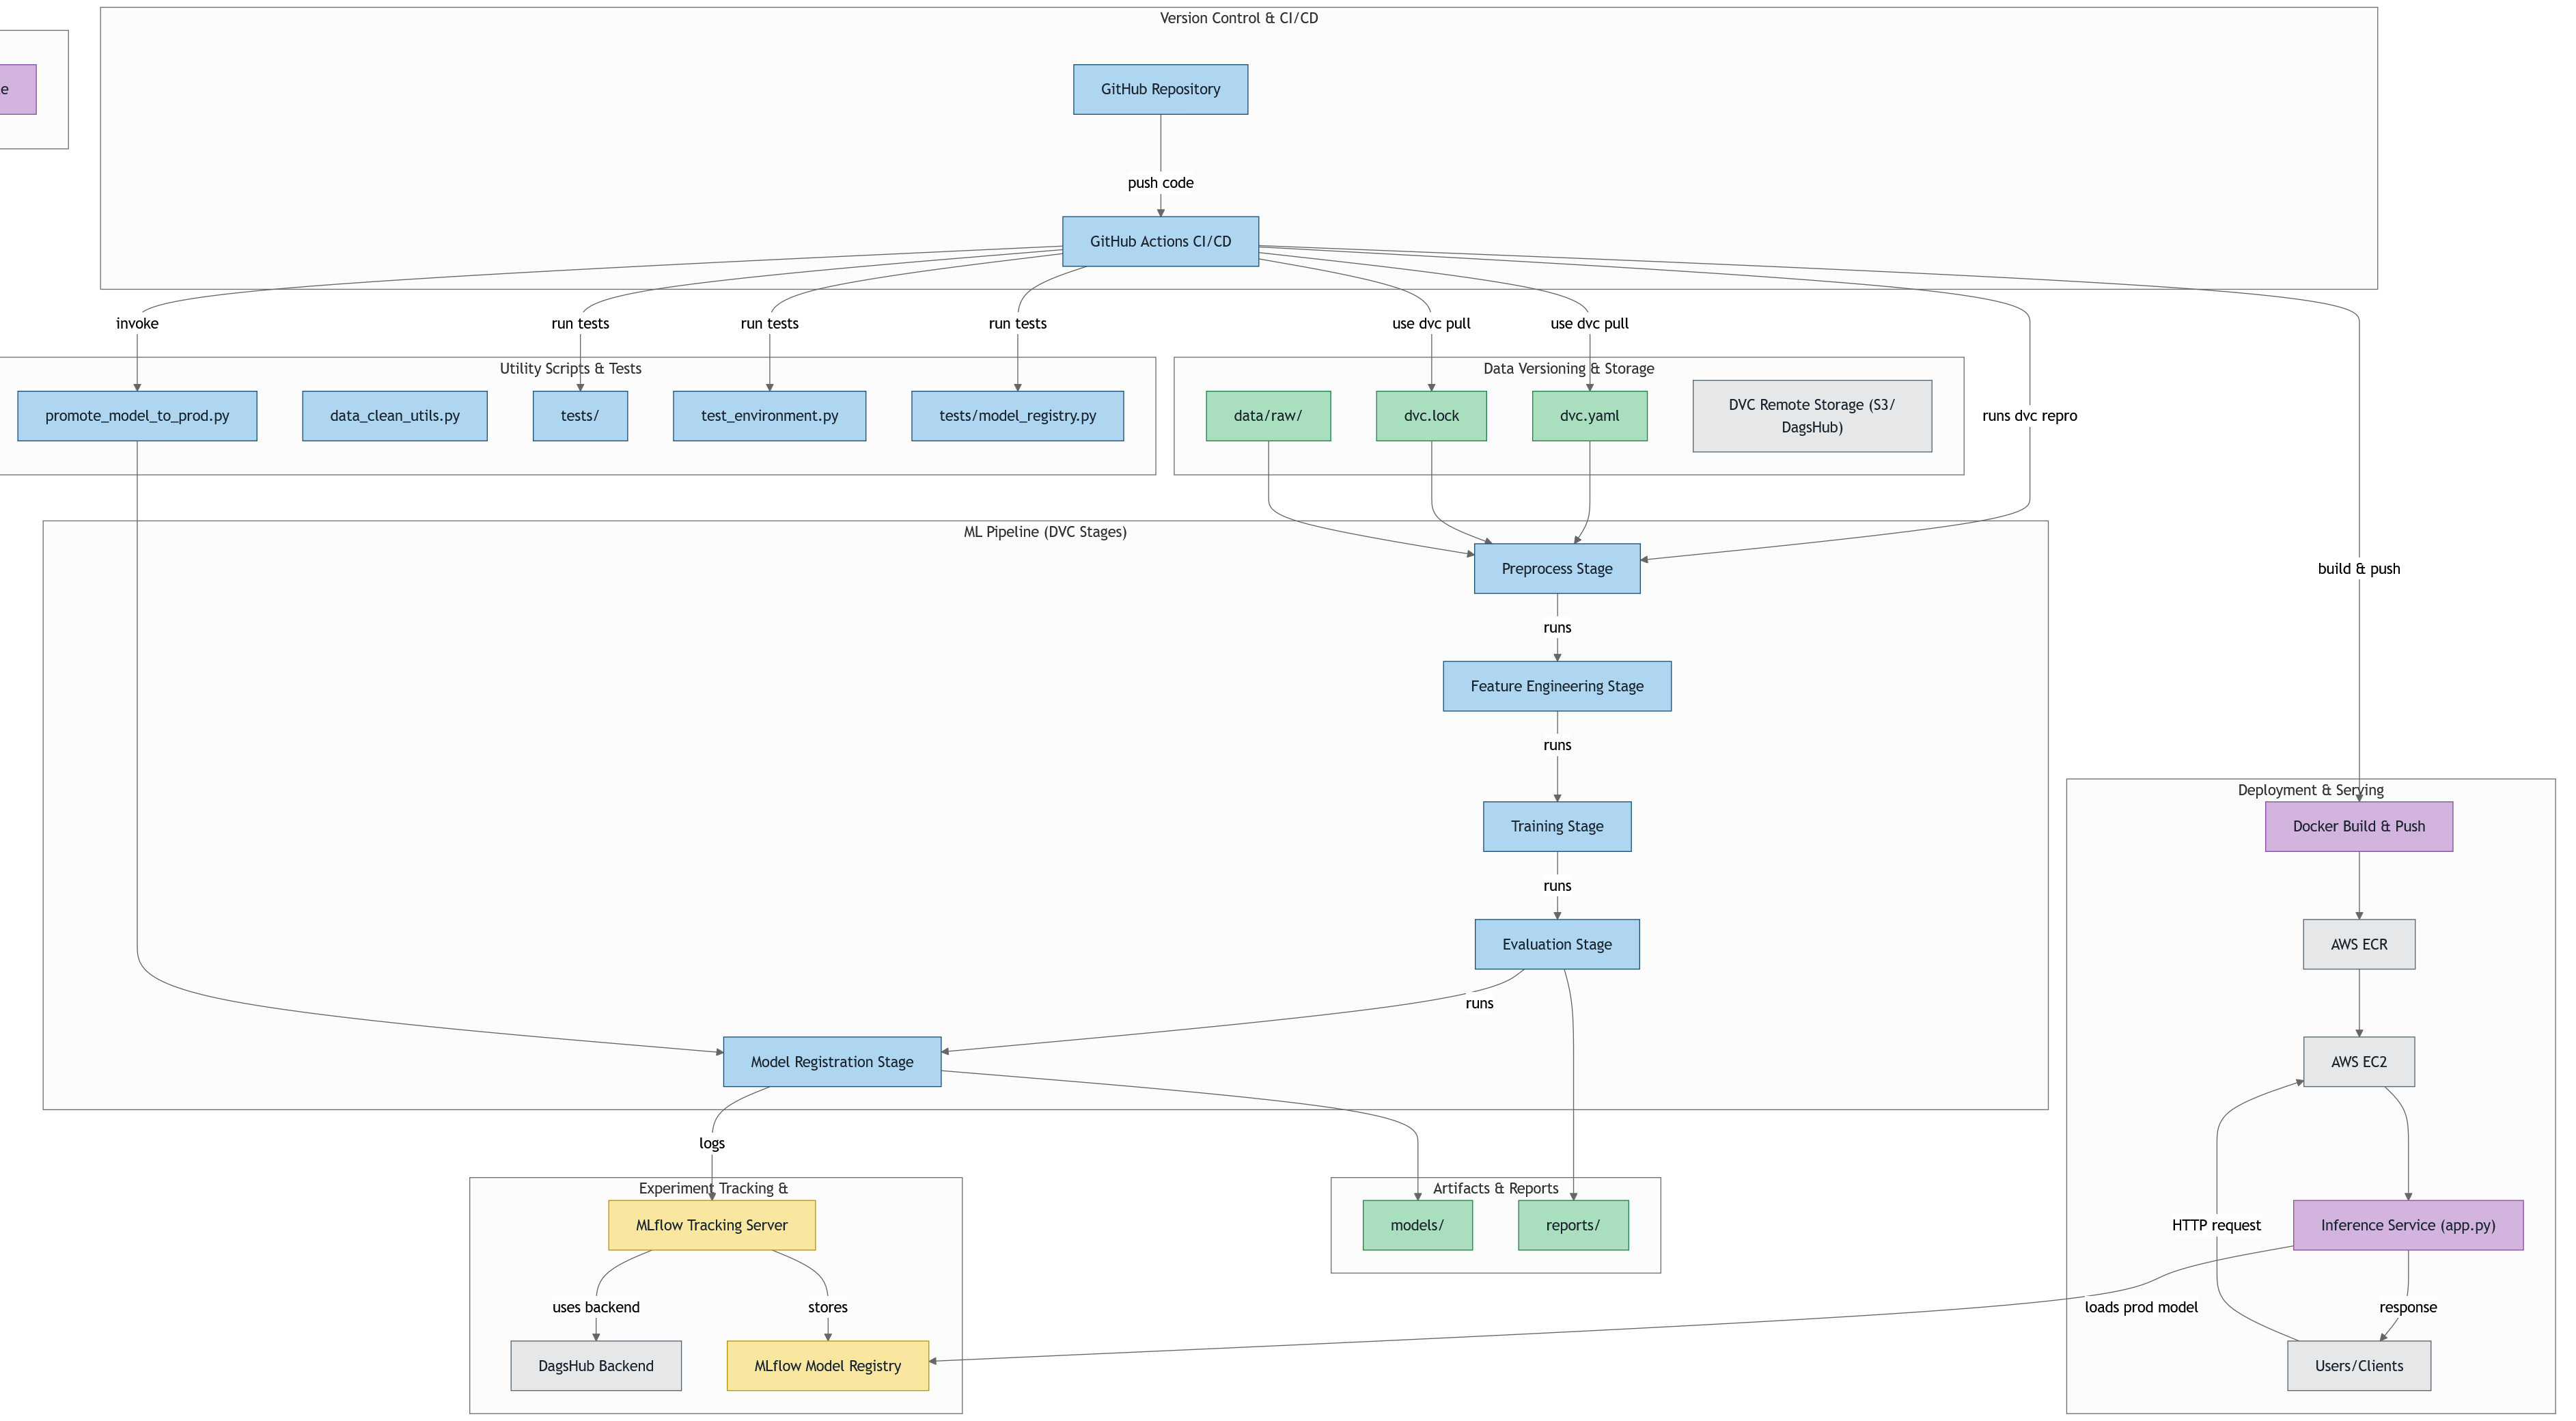 Version Control & CI/CD
e
GitHub Repository
push code
GitHub Actions CI/CD
invoke
run tests
run tests
run tests
use dvc pull
use dvc pull
Utility Scripts & Tests
Data Versioning & Storage
promote_model_to_prod.py
data_clean_utils.py
tests/
test_environment.py
tests/model_registry.py
data/raw/
dvc.lock
dvc.yaml
DVC Remote Storage (S3/
DagsHub)
runs dvc repro
ML Pipeline (DVC Stages)
Preprocess Stage
build & push
runs
Feature Engineering Stage
runs
Deployment & Serving
Training Stage
Docker Build & Push
runs
Evaluation Stage
AWS ECR
runs
Model Registration Stage
AWS EC2
logs
Experiment Tracking &
Artifacts & Reports
MLflow Tracking Server
models/
reports/
HTTP request
Inference Service (app.py)
uses backend
stores
loads prod model
response
DagsHub Backend
MLflow Model Registry
Users/Clients